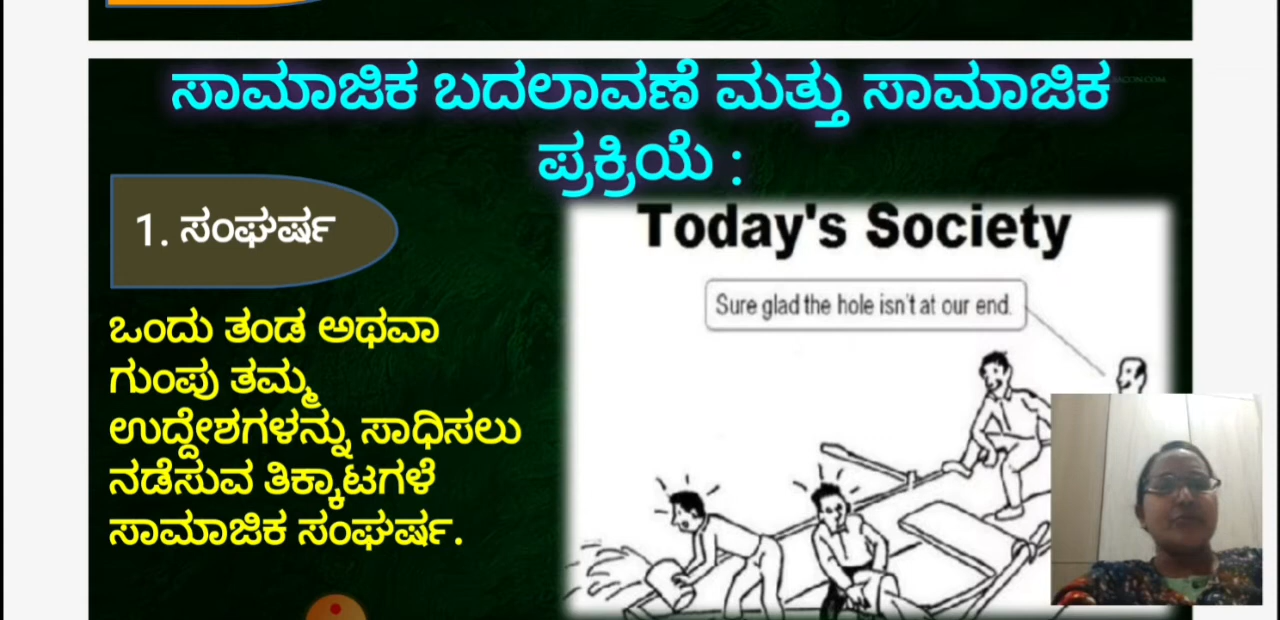 ಸಾಮಾಜಿಕ ಬದಲಾವಣೆ ಮತ್ತು ಸಾಮಾಜಿಕ
ಪ್ರಕ್ರಿಯೆ :
1. ಸಂಘರ್ಷ
ಒಂದು ತಂಡ ಅಥವಾ
ಗುಂಪು ತಮ್ಮ
ಉದ್ದೇಶಗಳನ್ನು ಸಾಧಿಸಲು
ನಡೆಸುವ ತಿಕ್ಕಾಟಗಳೆ
ಸಾಮಾಜಿಕ ಸಂಘರ್ಷ.
Today's Society
Sure glad the hole isn't at our end.